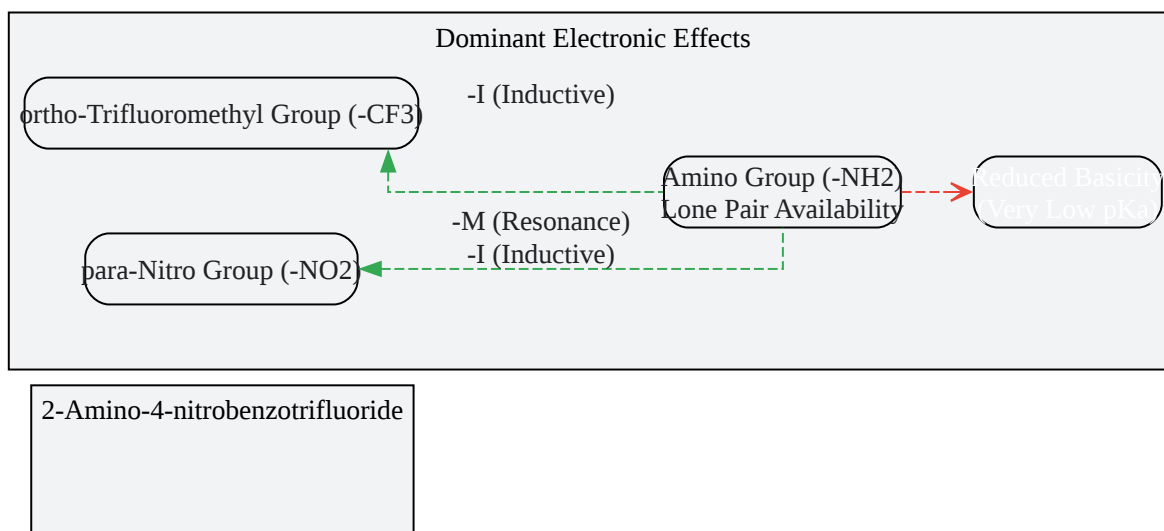 Dominant Electronic Effects
ortho-Trifluoromethyl Group (-CF3)
-I (Inductive)
Amino Group (-NH2)
Lone Pair Availability
Reduced Basicity
(Very Low pKa)
-M (Resonance)
-I (Inductive)
para-Nitro Group (-NO2)
2-Amino-4-nitrobenzotrifluoride